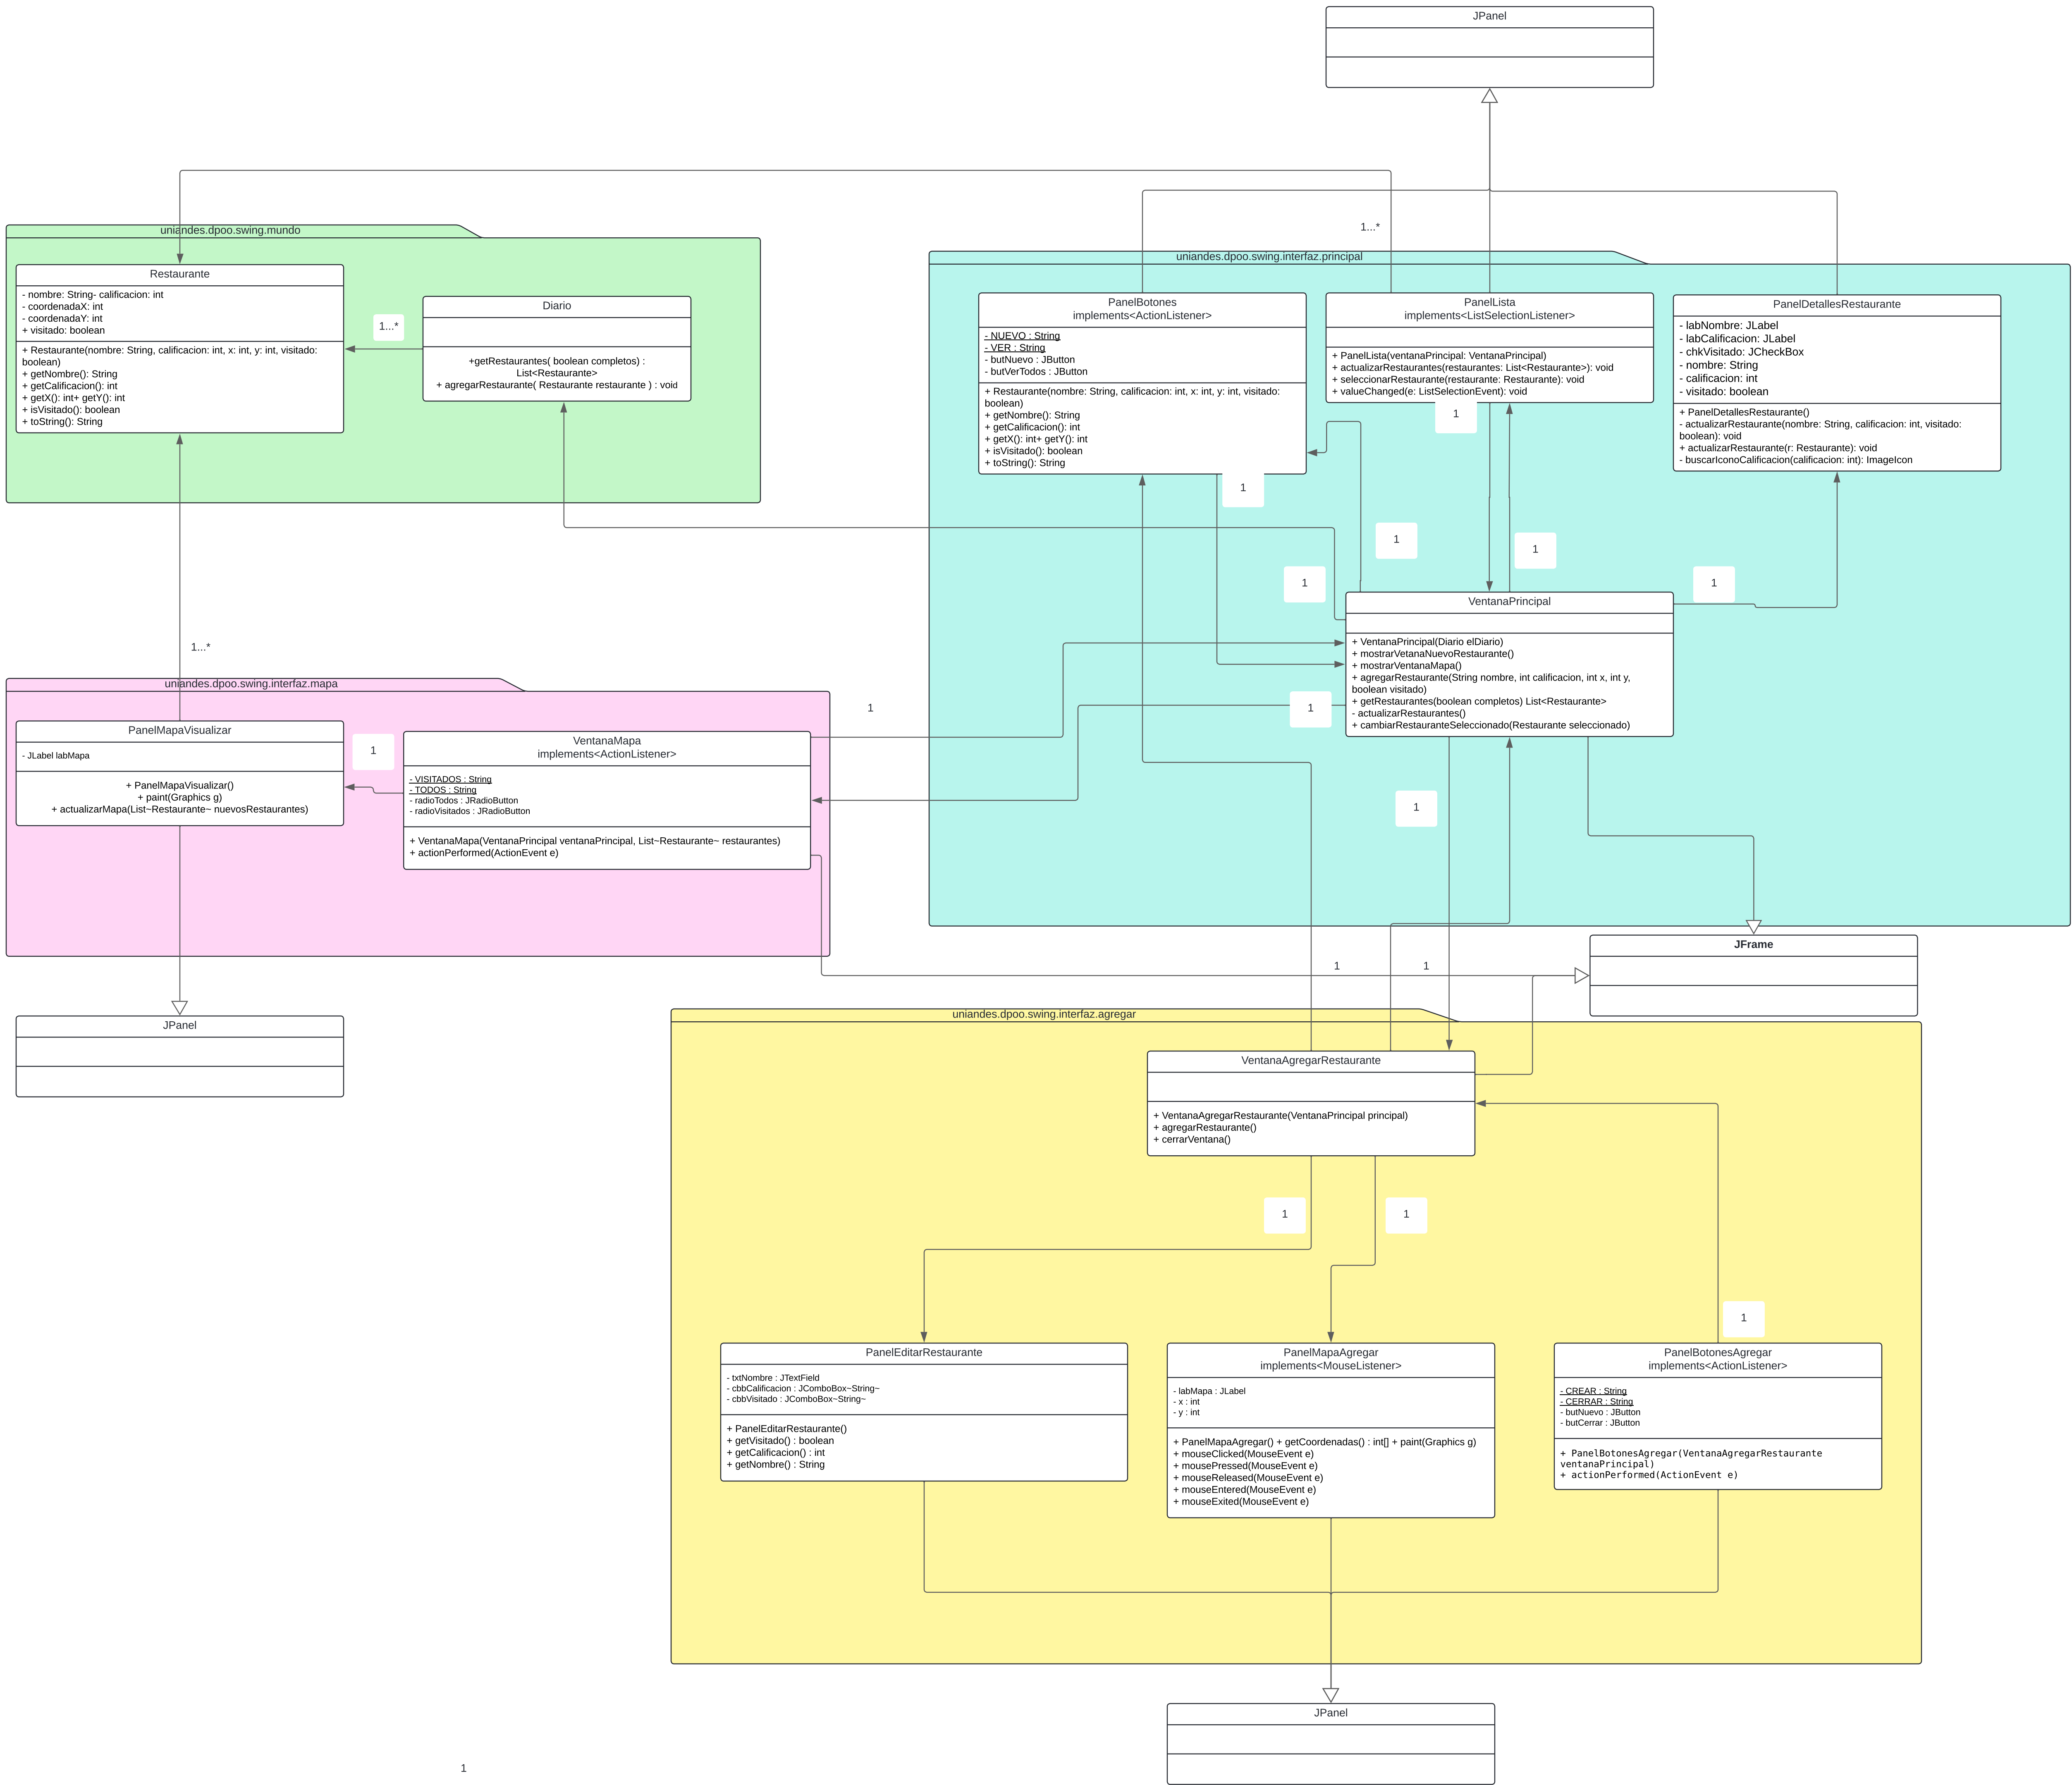 JPanel
1...*
uniandes.dpoo.swing.mundo
Restaurante
- nombre: String- calificacion: int
- coordenadaX: int
- coordenadaY: int
+ visitado: boolean
+ Restaurante(nombre: String, calificacion: int, x: int, y: int, visitado:
boolean)
+ getNombre(): String
+ getCalificacion(): int
+ getX(): int+ getY(): int
+ isVisitado(): boolean
+ toString(): String
1...*
Diario
+getRestaurantes( boolean completos) :
List<Restaurante>
+ agregarRestaurante( Restaurante restaurante ) : void
uniandes.dpoo.swing.interfaz.principal
PanelBotones
implements<ActionListener>
- NUEVO : String
- VER : String
- butNuevo : JButton
- butVerTodos : JButton
+ Restaurante(nombre: String, calificacion: int, x: int, y: int, visitado:
boolean)
+ getNombre(): String
+ getCalificacion(): int
+ getX(): int+ getY(): int
+ isVisitado(): boolean
+ toString(): String
PanelLista
implements<ListSelectionListener>
+ PanelLista(ventanaPrincipal: VentanaPrincipal)
+ actualizarRestaurantes(restaurantes: List<Restaurante>): void
+ seleccionarRestaurante(restaurante: Restaurante): void
+ valueChanged(e: ListSelectionEvent): void
PanelDetallesRestaurante
- labNombre: JLabel
- labCalificacion: JLabel
- chkVisitado: JCheckBox
- nombre: String
- calificacion: int
- visitado: boolean
+ PanelDetallesRestaurante()
- actualizarRestaurante(nombre: String, calificacion: int, visitado:
boolean): void
+ actualizarRestaurante(r: Restaurante): void
- buscarIconoCalificacion(calificacion: int): ImageIcon
1
1
1
1
1
1
VentanaPrincipal
+ VentanaPrincipal(Diario elDiario)
+ mostrarVetanaNuevoRestaurante()
+ mostrarVentanaMapa()
+ agregarRestaurante(String nombre, int calificacion, int x, int y,
boolean visitado)
+ getRestaurantes(boolean completos) List<Restaurante>
- actualizarRestaurantes()
+ cambiarRestauranteSeleccionado(Restaurante seleccionado)
1...*
uniandes.dpoo.swing.interfaz.mapa
1
1
PanelMapaVisualizar
- JLabel labMapa
+ PanelMapaVisualizar()
+ paint(Graphics g)
+ actualizarMapa(List~Restaurante~ nuevosRestaurantes)
1
VentanaMapa
implements<ActionListener>
- VISITADOS : String
- TODOS : String
- radioTodos : JRadioButton
- radioVisitados : JRadioButton
+ VentanaMapa(VentanaPrincipal ventanaPrincipal, List~Restaurante~ restaurantes)
+ actionPerformed(ActionEvent e)
1
JFrame
1
1
JPanel
uniandes.dpoo.swing.interfaz.agregar
VentanaAgregarRestaurante
+ VentanaAgregarRestaurante(VentanaPrincipal principal)
+ agregarRestaurante()
+ cerrarVentana()
1
1
1
PanelEditarRestaurante
- txtNombre : JTextField
- cbbCalificacion : JComboBox~String~
- cbbVisitado : JComboBox~String~
+ PanelEditarRestaurante()
+ getVisitado() : boolean
+ getCalificacion() : int
+ getNombre() : String
PanelMapaAgregar
implements<MouseListener>
- labMapa : JLabel
- x : int
- y : int
+ PanelMapaAgregar() + getCoordenadas() : int[] + paint(Graphics g)
+ mouseClicked(MouseEvent e)
+ mousePressed(MouseEvent e)
+ mouseReleased(MouseEvent e)
+ mouseEntered(MouseEvent e)
+ mouseExited(MouseEvent e)
PanelBotonesAgregar
implements<ActionListener>
- CREAR : String
- CERRAR : String
- butNuevo : JButton
- butCerrar : JButton
+ PanelBotonesAgregar(VentanaAgregarRestaurante
ventanaPrincipal)
+ actionPerformed(ActionEvent e)
JPanel
1